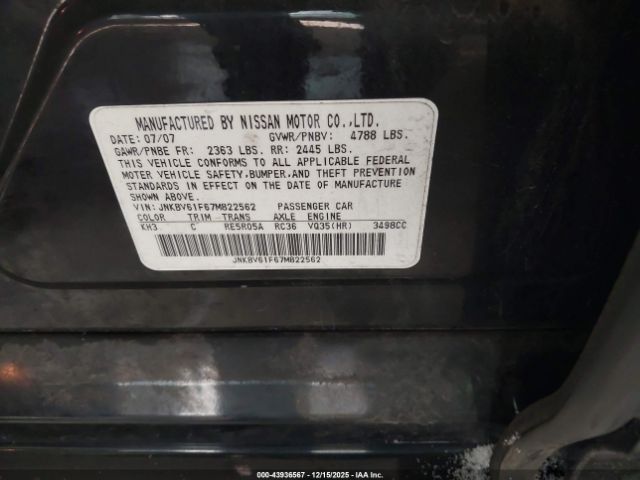 MANUFACTURED BY NISSAN MOTOR CO.,LTD.
DATE: 07/07 GVWR/PNBV: 4788 LBS.
GAWR/PNBE FR: 2363 LBS. RR: 2445 LBS.
THIS VEHICLE CONFORMS TO ALL APPLICABLE FEDERAL
MOTOR VEHICLE SAFETY,BUMPER,AND THEFT PREVENTION
STANDARDS IN EFFECT ON THE DATE OF MANUFACTURE
SHOWN ABOVE.
VIN: JNKBV61F67M822562 PASSENGER CAR
COLOR TRIM TRANS AXLE ENGINE
KH3 C RE5R05A RC36 VQ35(HR) 3498CC
JNKBV61F67M822562
000-43936567 - 12/15/2025 - IAA Inc.